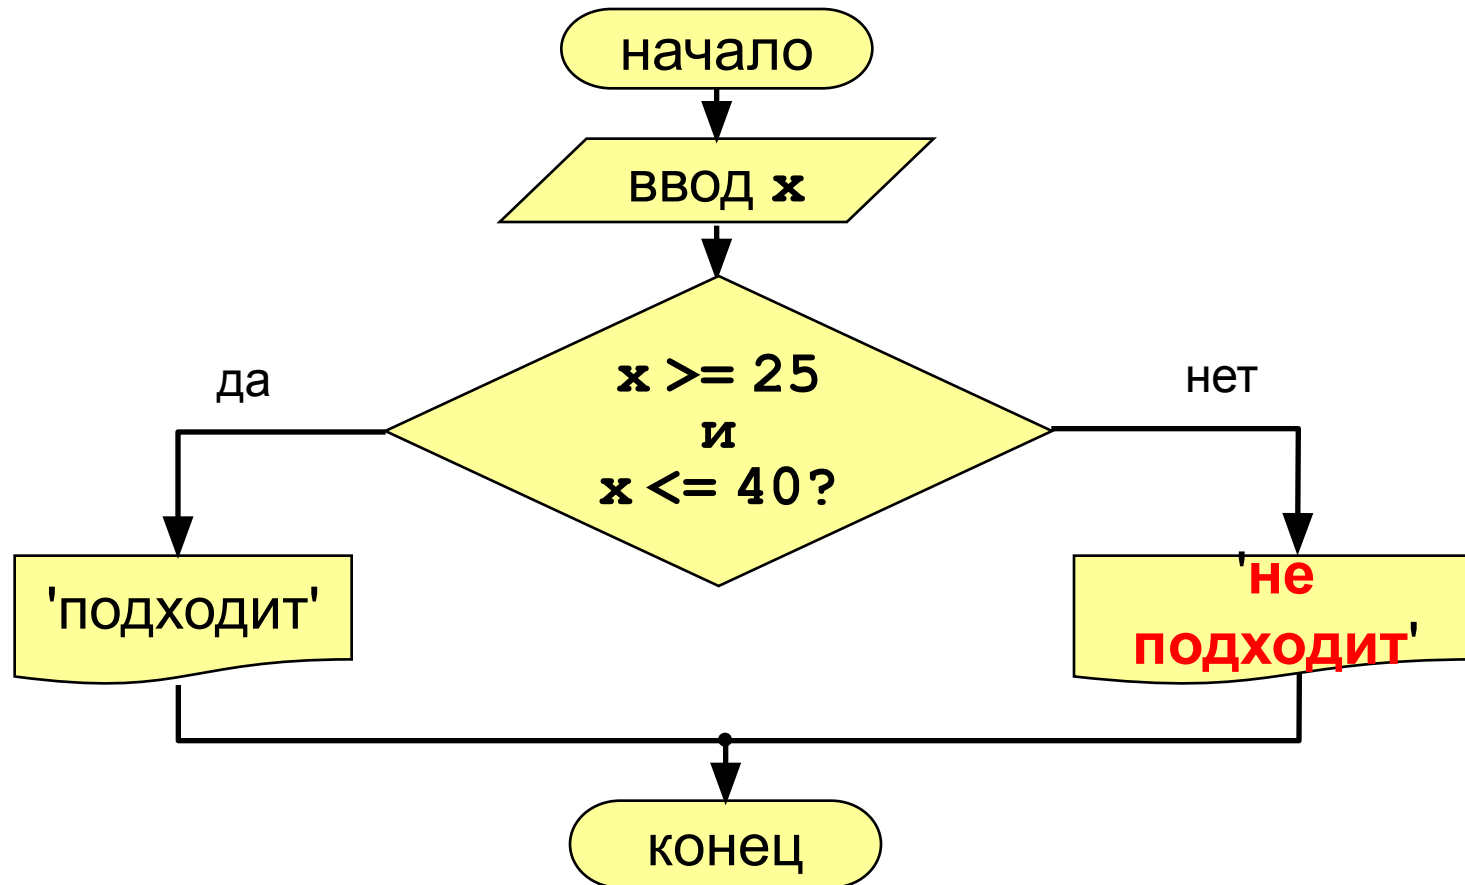 начало
ввод x
x >= 25
и
x <= 40?
да
нет
'подходит'
'не
подходит'
конец